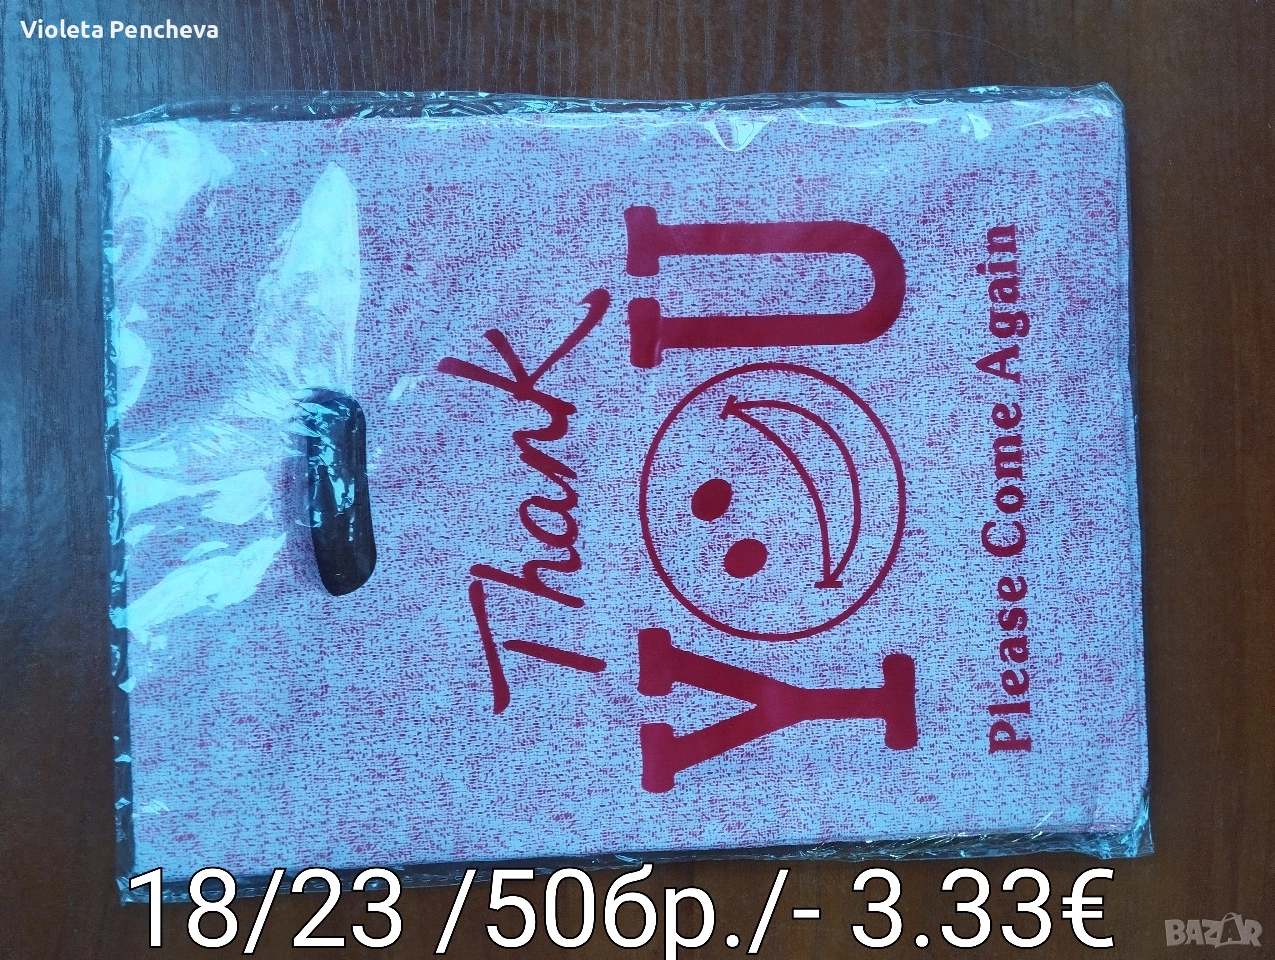 Violeta Pencheva
Thank
YOU
Please Come Again
18/23 /50бр./- 3.33€
BAZAR